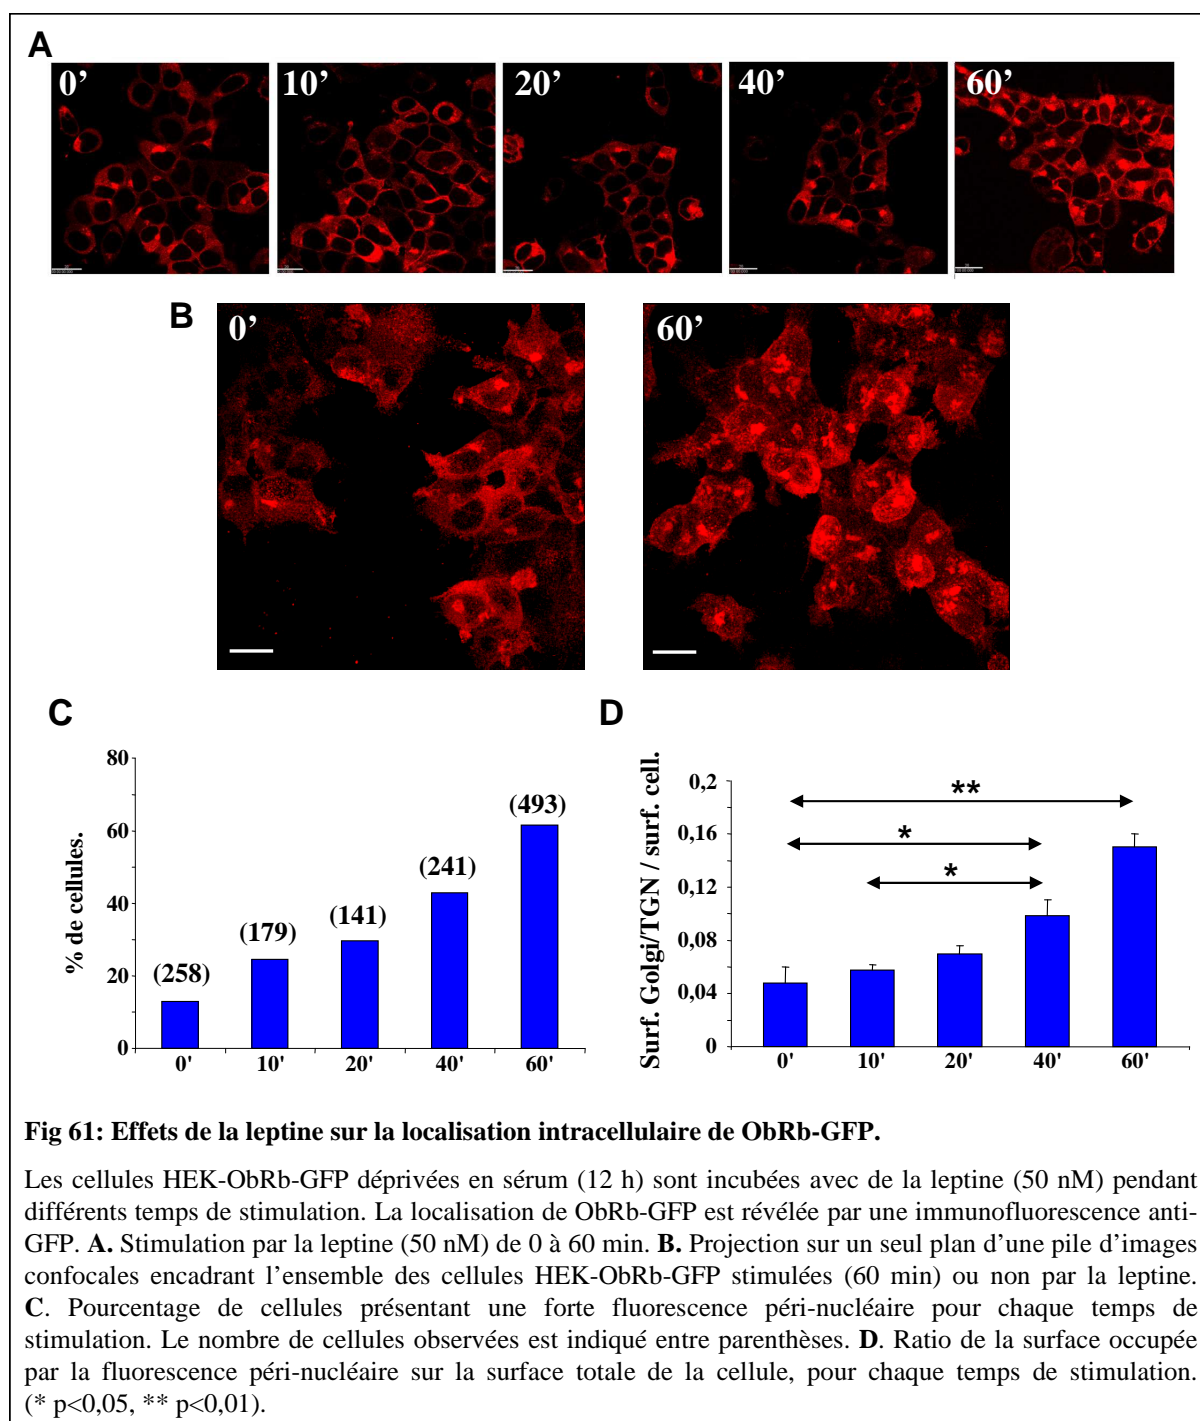 A
0’
10’
20’
40’
60’
B
0’
60’
C
D
% de cellules.
80
60
40
20
0
(258)
(179)
(141)
(241)
(493)
0'
10'
20'
40'
60'
Surf. Golgi/TGN / surf. cell.
0,2
0,16
0,12
0,08
0,04
0
**
*
*
0'
10'
20'
40'
60'
Fig 61: Effets de la leptine sur la localisation intracellulaire de ObRb-GFP.
Les cellules HEK-ObRb-GFP déprivées en sérum (12 h) sont incubées avec de la leptine (50 nM) pendant
différents temps de stimulation. La localisation de ObRb-GFP est révélée par une immunofluorescence anti-
GFP. A. Stimulation par la leptine (50 nM) de 0 à 60 min. B. Projection sur un seul plan d’une pile d’images
confocales encadrant l’ensemble des cellules HEK-ObRb-GFP stimulées (60 min) ou non par la leptine.
C. Pourcentage de cellules présentant une forte fluorescence péri-nucléaire pour chaque temps de
stimulation. Le nombre de cellules observées est indiqué entre parenthèses. D. Ratio de la surface occupée
par la fluorescence péri-nucléaire sur la surface totale de la cellule, pour chaque temps de stimulation.
(* p<0,05, ** p<0,01).